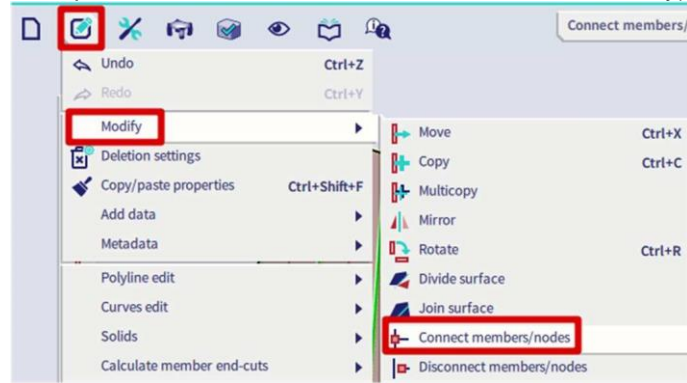 Connect members/
Undo Ctrl+Z
Redo Ctrl+Y
Modify
Deletion settings
Copy/paste properties Ctrl+Shift+F
Add data
Metadata
Polyline edit
Curves edit
Solids
Calculate member end-cuts
Move Ctrl+X
Copy Ctrl+C
Multicopy
Mirror
Rotate Ctrl+R
Divide surface
Join surface
Connect members/nodes
Disconnect members/nodes